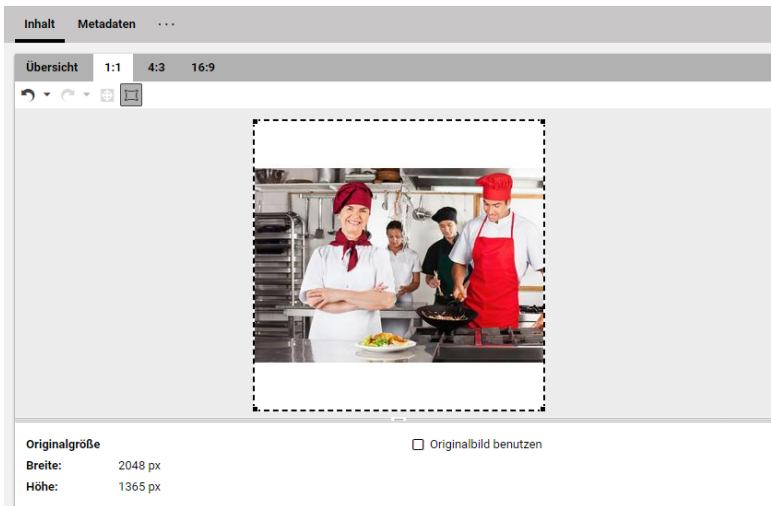 Inhalt Metadaten ...
Übersicht 1:1 4:3 16:9
Originalgröße
Originalbild benutzen
Breite: 2048 px
Höhe: 1365 px